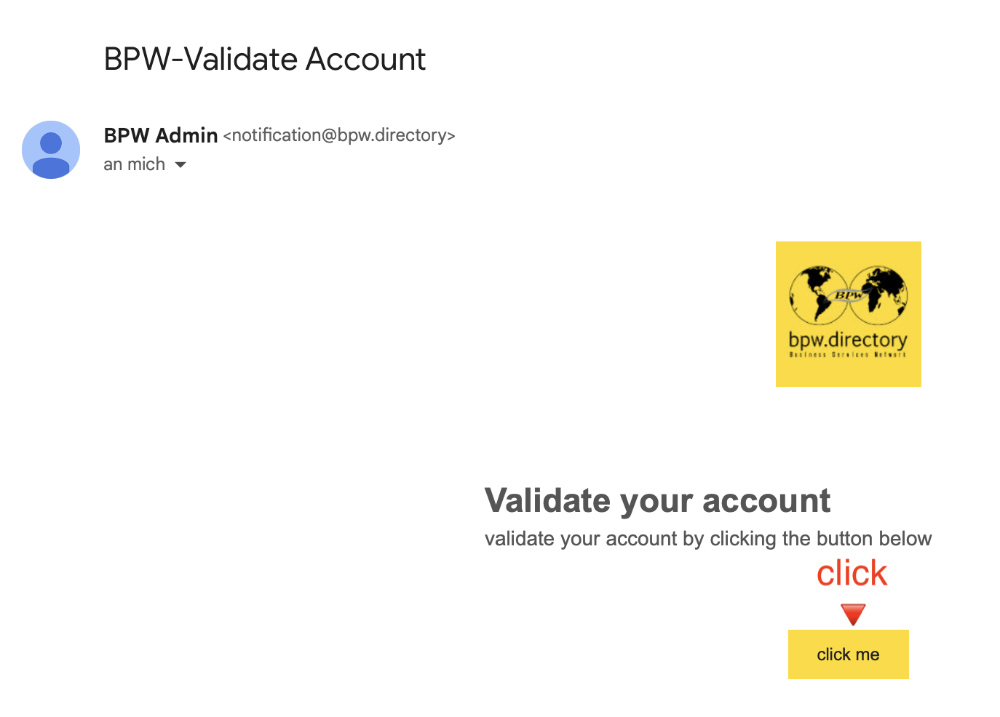 BPW-Validate Account
BPW Admin <notification@bpw.directory>
an mich
BPW
bpw.directory
Business Services Network
Validate your account
validate your account by clicking the button below
click
click me